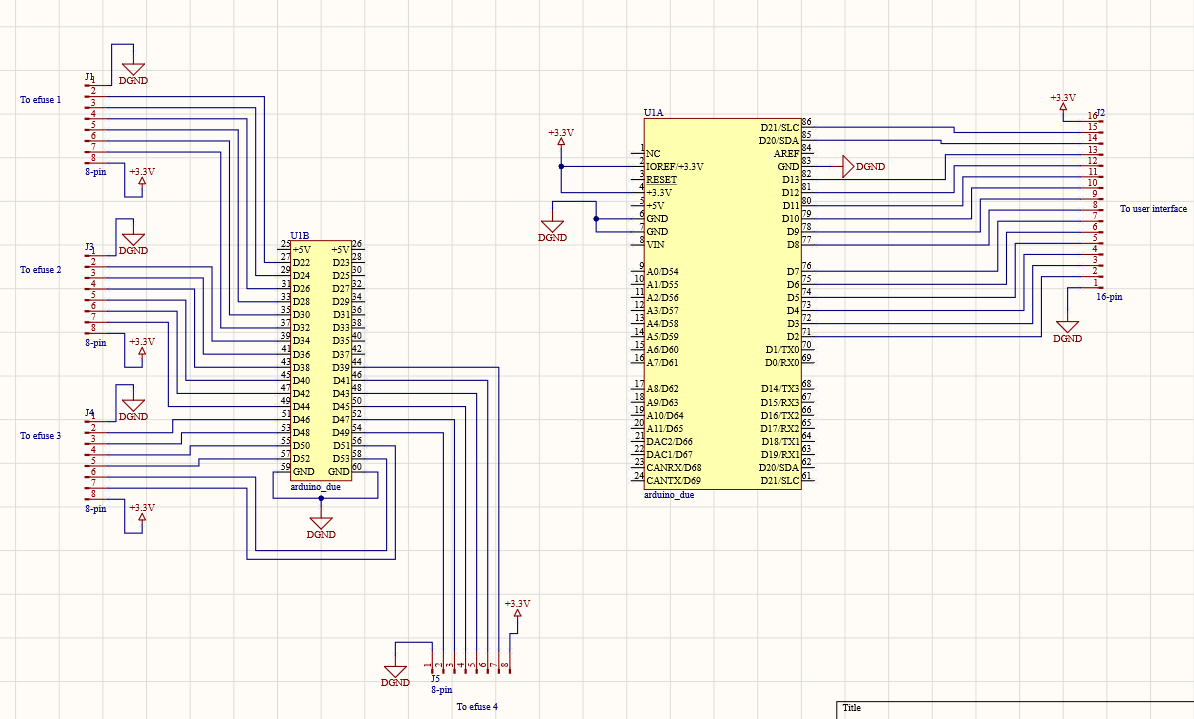 J1
1
2
3
4
5
6
7
8
8-pin
To efuse 1
DGND
+3.3V
J3
1
2
3
4
5
6
7
8
8-pin
To efuse 2
DGND
+3.3V
J4
1
2
3
4
5
6
7
8
8-pin
To efuse 3
DGND
+3.3V
U1B
25 +5V +5V 26
27 D22 D23 28
29 D24 D25 30
31 D26 D27 32
33 D28 D29 34
35 D30 D31 36
37 D32 D33 38
39 D34 D35 40
41 D36 D37 42
43 D38 D39 44
45 D40 D41 46
47 D42 D43 48
49 D44 D45 50
51 D46 D47 52
53 D48 D49 54
55 D50 D51 56
57 D52 D53 58
59 GND GND 60
arduino_due
DGND
+3.3V
DGND
1 2 3 4 5 6 7 8
J5
8-pin
To efuse 4
+3.3V
DGND
U1A
1 NC
2 IOREF/+3.3V
3 RESET
4 +3.3V
5 +5V
6 GND
7 GND
8 VIN
9 A0/D54
10 A1/D55
11 A2/D56
12 A3/D57
13 A4/D58
14 A5/D59
15 A6/D60
16 A7/D61
17 A8/D62
18 A9/D63
19 A10/D64
20 A11/D65
21 DAC2/D66
22 DAC1/D67
23 CANRX/D68
24 CANTX/D69
D21/SLC 86
D20/SDA 85
AREF 84
GND 83
D13 82
D12 81
D11 80
D10 79
D9 78
D8 77
D7 76
D6 75
D5 74
D4 73
D3 72
D2 71
D1/TX0 70
D0/RX0 69
D14/TX3 68
D15/RX3 67
D16/TX2 66
D17/RX2 65
D18/TX1 64
D19/RX1 63
D20/SDA 62
D21/SLC 61
arduino_due
DGND
+3.3V
J2
16
15
14
13
12
11
10
9
8
7
6
5
4
3
2
1
16-pin
To user interface
DGND
Title